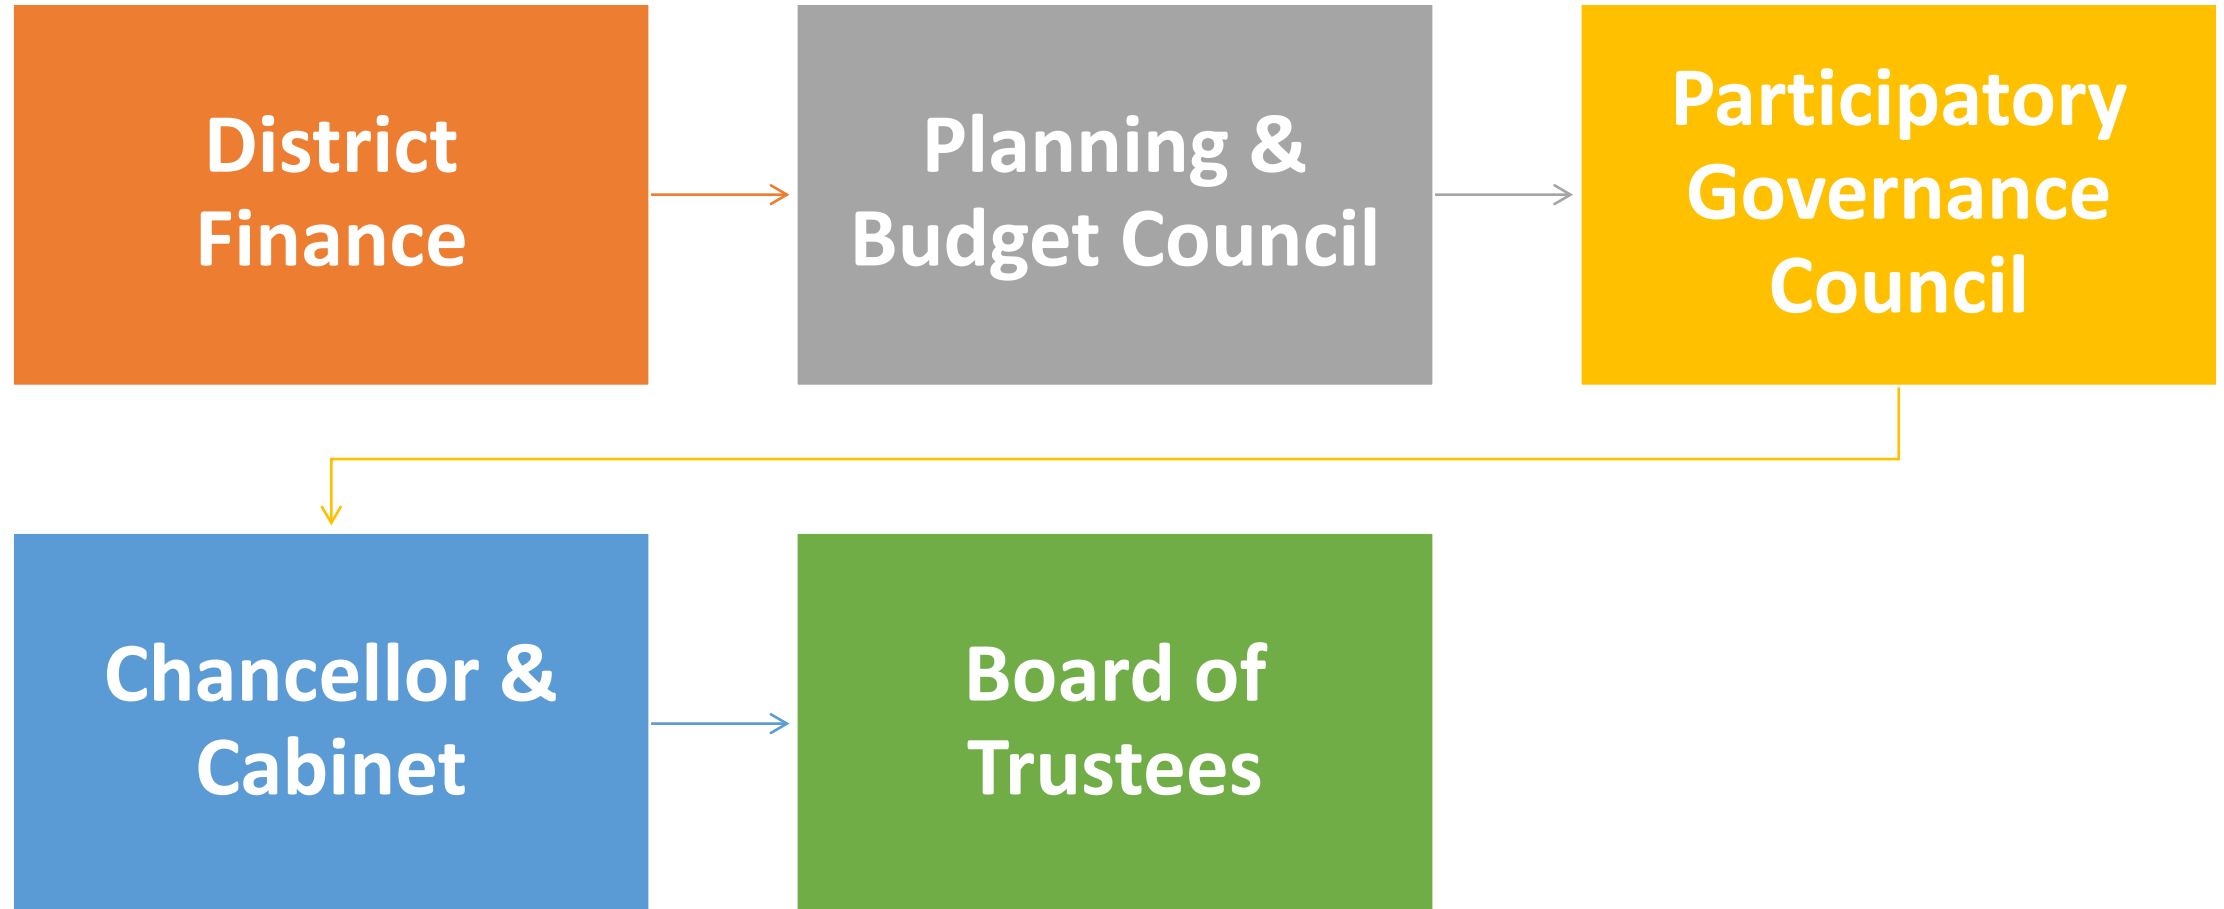 District
Finance
Planning &
Budget Council
Participatory
Governance
Council
Chancellor &
Cabinet
Board of
Trustees